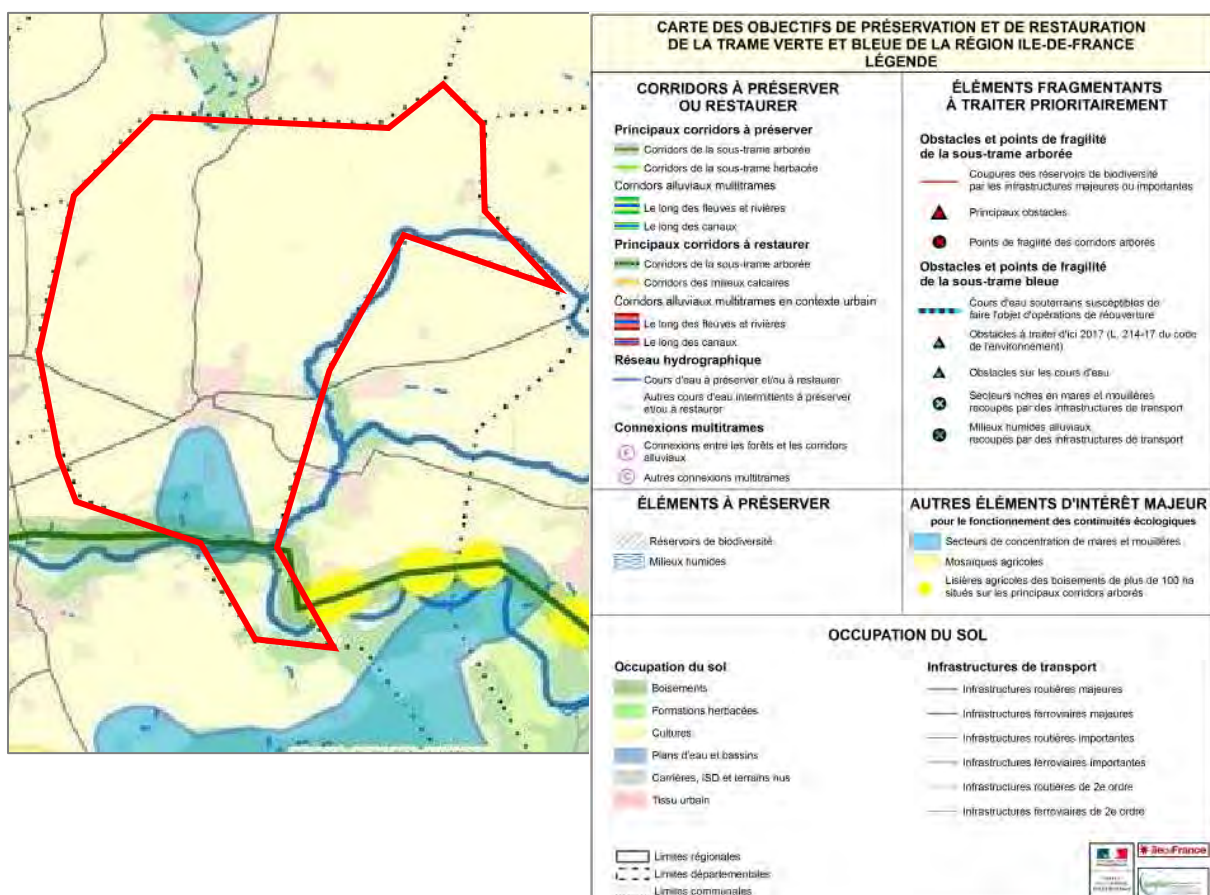 CARTE DES OBJECTIFS DE PRÉSERVATION ET DE RESTAURATION
DE LA TRAME VERTE ET BLEUE DE LA RÉGION ILE-DE-FRANCE
LÉGENDE
CORRIDORS À PRÉSERVER
OU RESTAURER
Principaux corridors à préserver
Corridors de la sous-trame arborée
Corridors de la sous-trame herbacée
Corridors alluviaux multitrames
Le long des fleuves et rivières
Le long des canaux
Principaux corridors à restaurer
Corridors de la sous-trame arborée
Corridors des milieux calcaires
Corridors alluviaux multitrames en contexte urbain
Le long des fleuves et rivières
Le long des canaux
Réseau hydrographique
Cours d'eau à préserver et/ou à restaurer
Autres cours d'eau intermittents à préserver
et/ou à restaurer
Connexions multitrames
Connexions entre les forêts et les corridors
alluviaux
Autres connexions multitrames
ÉLÉMENTS FRAGMENTANTS
À TRAITER PRIORITAIREMENT
Obstacles et points de fragilité
de la sous-trame arborée
Coupures des réservoirs de biodiversité
par les infrastructures majeures ou importantes
Principaux obstacles
Points de fragilité des corridors arborés
Obstacles et points de fragilité
de la sous-trame bleue
Cours d'eau souterrains susceptibles de
faire l'objet d'opérations de réouverture
Obstacles à traiter d'ici 2017 (L. 214-17 du code
de l'environnement)
Obstacles sur les cours d'eau
Secteurs riches en mares et mouillères
recoupés par des infrastructures de transport
Milieux humides alluviaux
recoupés par des infrastructures de transport
ÉLÉMENTS À PRÉSERVER
Réservoirs de biodiversité
Milieux humides
AUTRES ÉLÉMENTS D'INTÉRÊT MAJEUR
pour le fonctionnement des continuités écologiques
Secteurs de concentration de mares et mouillères
Mosaïques agricoles
Lisières agricoles des boisements de plus de 100 ha
situés sur les principaux corridors arborés
OCCUPATION DU SOL
Occupation du sol
Boisements
Formations herbacées
Cultures
Plans d'eau et bassins
Carrières, ISD et terrains nus
Tissu urbain
Infrastructures de transport
Infrastructures routières majeures
Infrastructures ferroviaires majeures
Infrastructures routières importantes
Infrastructures ferroviaires importantes
Infrastructures routières de 2e ordre
Infrastructures ferroviaires de 2e ordre
Limites régionales
Limites départementales
Limites communales
îledeFrance